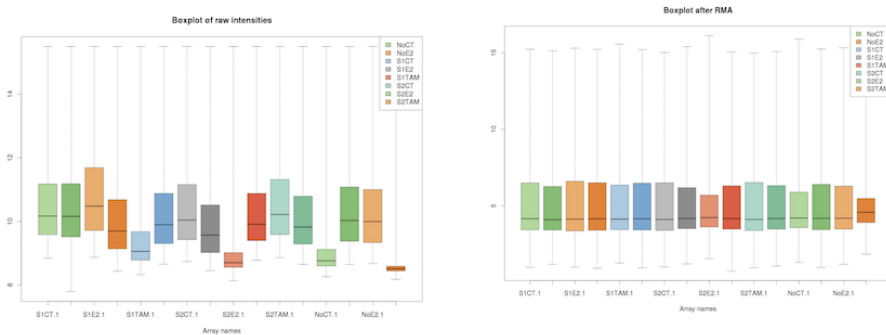 Boxplot of raw intensities
NoCT
NoE2
S1CT
S1E2
S1TAM
S2CT
S2E2
S2TAM
14
12
10
8
S1CT.1 S1E2.1 S1TAM.1 S2CT.1 S2E2.1 S2TAM.1 NoCT.1 NoE2.1
Array names
Boxplot after RMA
NoCT
NoE2
S1CT
S1E2
S1TAM
S2CT
S2E2
S2TAM
15
10
5
S1CT.1 S1E2.1 S1TAM.1 S2CT.1 S2E2.1 S2TAM.1 NoCT.1 NoE2.1
Array names